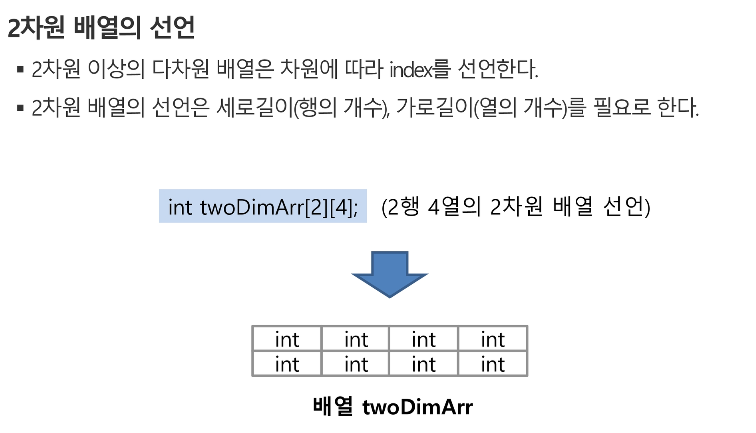 2차원 배열의 선언
▪ 2차원 이상의 다차원 배열은 차원에 따라 index를 선언한다.
▪ 2차원 배열의 선언은 세로길이(행의 개수), 가로길이(열의 개수)를 필요로 한다.
int twoDimArr[2][4]; (2행 4열의 2차원 배열 선언)
int int int int
int int int int
배열 twoDimArr